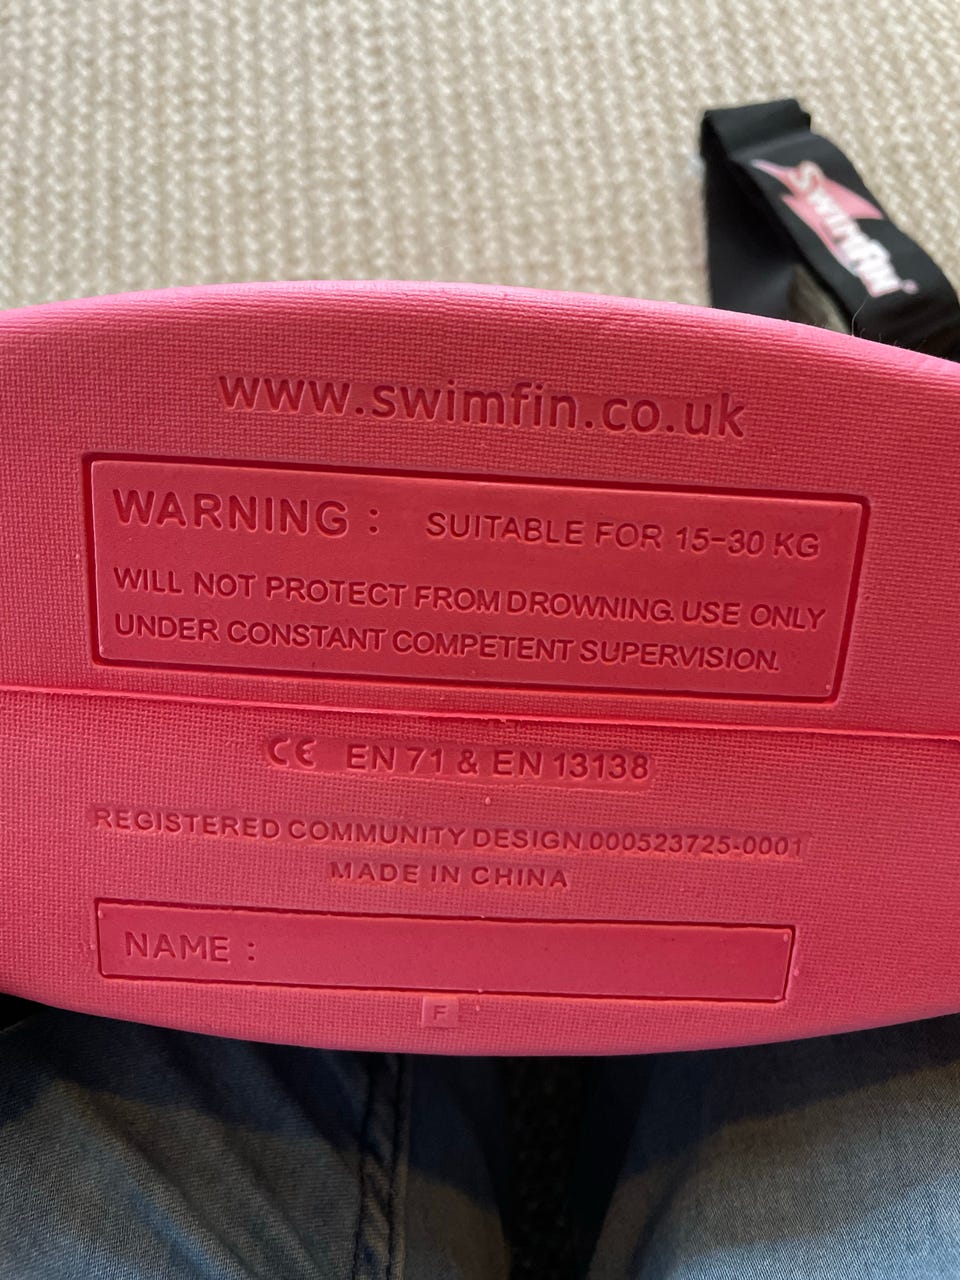 SwimFin®
www.swimfin.co.uk
WARNING : SUITABLE FOR 15-30 KG
WILL NOT PROTECT FROM DROWNING. USE ONLY
UNDER CONSTANT COMPETENT SUPERVISION.
CE EN 71 & EN 13138
REGISTERED COMMUNITY DESIGN 000523725-0001
MADE IN CHINA
NAME :
F